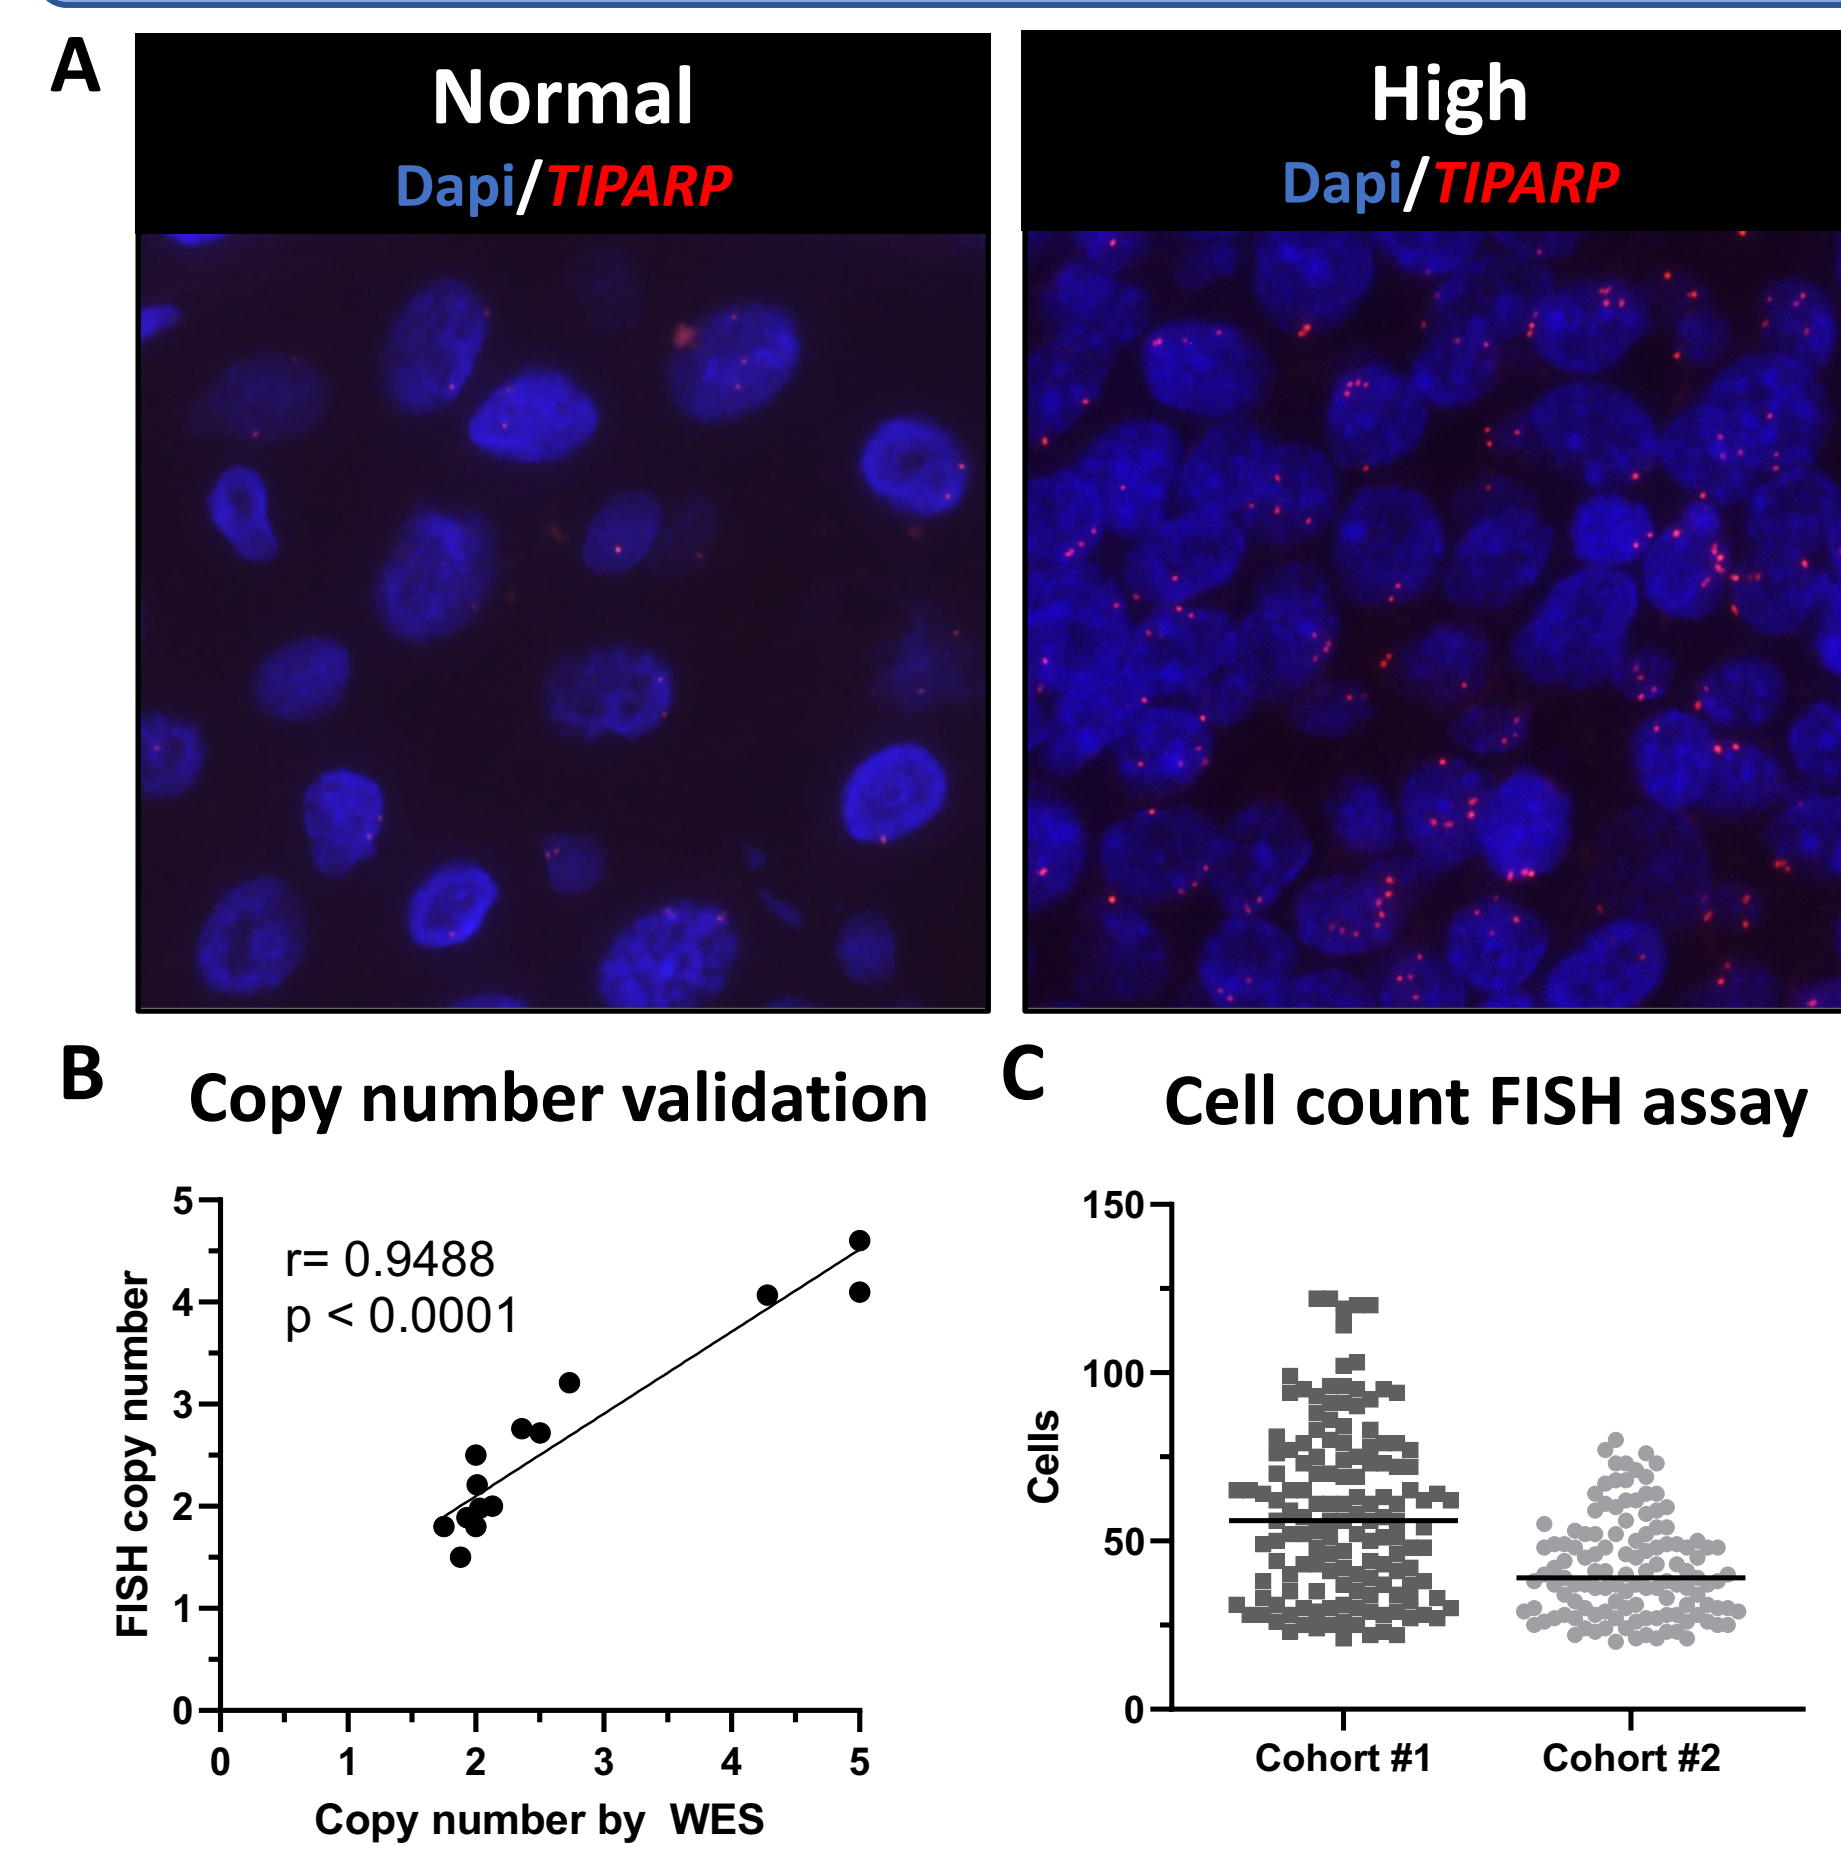 A
Normal
Dapi/TIPARP
High
Dapi/TIPARP
B
Copy number validation
5
4
3
2
1
0
FISH copy number
r= 0.9488
p < 0.0001
0 1 2 3 4 5
Copy number by WES
C
Cell count FISH assay
150
100
50
0
Cells
Cohort #1
Cohort #2